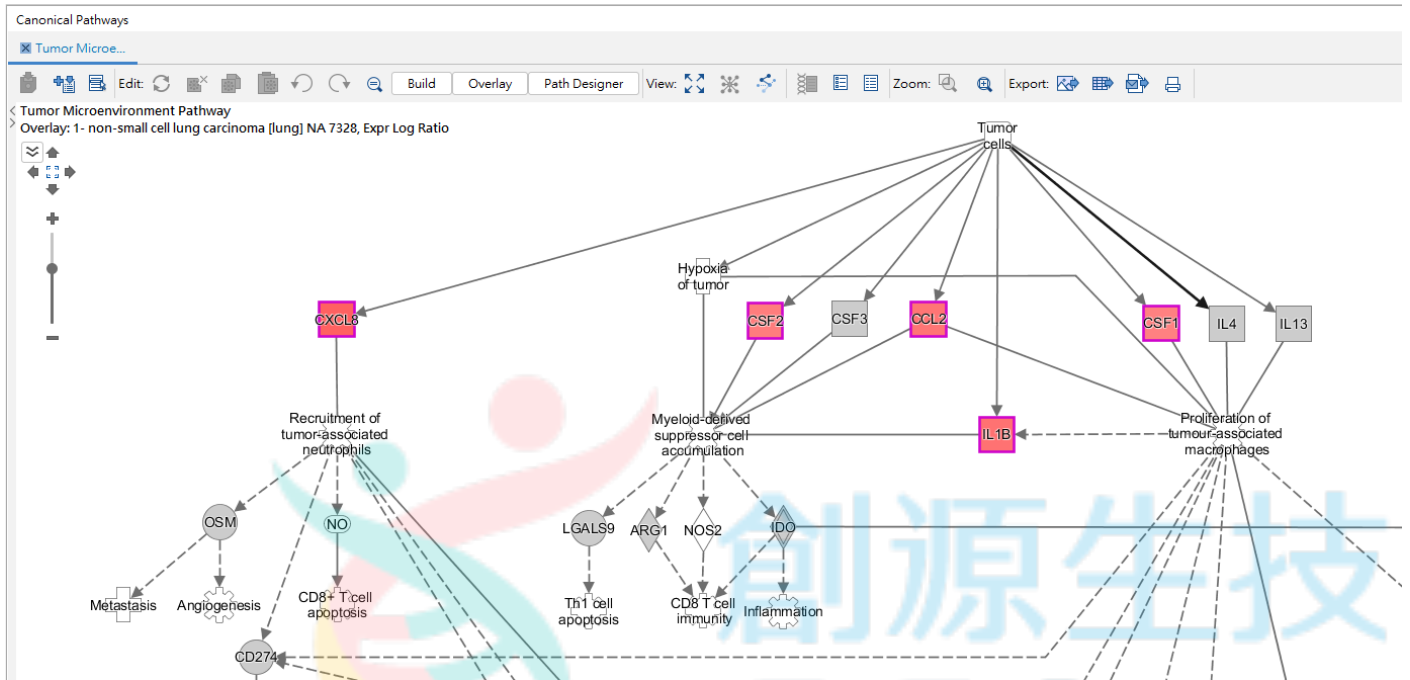 Canonical Pathways
Tumor Microe...
Edit:
Build
Overlay
Path Designer
View:
Zoom:
Export:
Tumor Microenvironment Pathway
Overlay: 1- non-small cell lung carcinoma [lung] NA 7328, Expr Log Ratio
Tumor
cells
Hypoxia
of tumor
CXCL8
CSF2
CSF3
CCL2
CSF1
IL4
IL13
Recruitment of
tumor-associated
neutrophils
Myeloid-derived
suppressor cell
accumulation
IL1B
Proliferation of
tumour-associated
macrophages
OSM
NO
LGALS9
ARG1
NOS2
IDO
創源生技
Metastasis
Angiogenesis
CD8+ T cell
apoptosis
Th1 cell
apoptosis
CD8 T cell
immunity
Inflammation
CD274